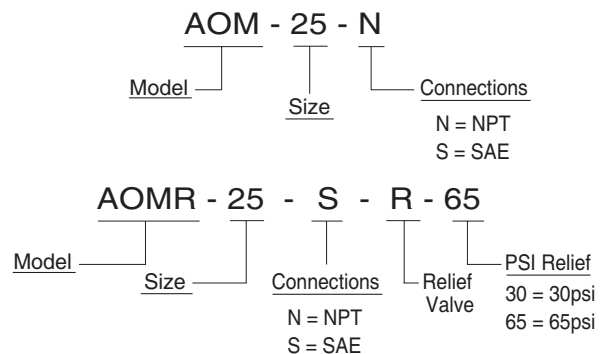 AOM - 25 - N
Model
Size
Connections
N = NPT
S = SAE
AOMR - 25 - S - R - 65
Model
Size
Connections
N = NPT
S = SAE
Relief
Valve
PSI Relief
30 = 30psi
65 = 65psi